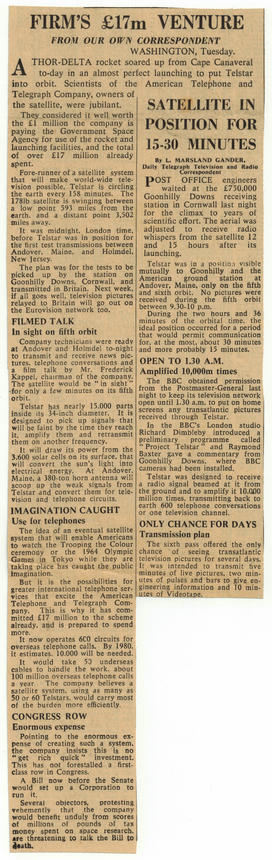 FIRM'S £17m VENTURE
FROM OUR OWN CORRESPONDENT
WASHINGTON, Tuesday.
A THOR-DELTA rocket soared up from Cape Canaveral
to-day in an almost perfect launching to put Telstar
into orbit. Scientists of the American Telephone and
Telegraph Company, owners of
the satellite, were jubilant.
They considered it well worth
the £1 million the company is
paying the Government Space
Agency for use of the rocket and
launching facilities, and the total
of over £17 million already
spent.
Fore-runner of a satellite system
that will make world-wide tele-
vision possible, Telstar is circling
the earth every 158 minutes. The
178lb satellite is swinging between
a low point 593 miles from the
earth, and a distant point 3,502
miles away.
It was midnight, London time,
before Telstar was in position for
the first test transmissions between
Andover, Maine, and Holmdel,
New Jersey.
The plan was for the tests to be
picked up by the station on
Goonhilly Downs, Cornwall, and
transmitted in Britain. Next week,
if all goes well, television pictures
relayed to Britain will go out on
the Eurovision network too.
FILMED TALK
In sight on fifth orbit
Company technicians were ready
at Andover and Holmdel to-night
to transmit and receive news pic-
tures, telephone conversations and
a film talk by Mr. Frederick
Kappel, chairman of the company.
The satellite would be "in sight"
for only a few minutes on its fifth
orbit.
Telstar has nearly 15,000 parts
inside its 34-inch diameter. It is
designed to pick up signals that
will be faint by the time they reach
it, amplify them and retransmit
them on another frequency.
It will draw its power from the
3,600 solar cells on its surface, that
will convert the sun's light into
electrical energy. At Andover,
Maine, a 380-ton horn antenna will
scoop up the weak signals from
Telstar and convert them for tele-
vision and telephone circuits.
IMAGINATION CAUGHT
Use for telephones
The idea of an eventual satellite
system that will enable Americans
to watch the Trooping the Colour
ceremony or the 1964 Olympic
Games in Tokyo while they are
taking place has caught the public
imagination.
But it is the possibilities of
greater international telephone ser-
vices that excite the American
Telephone and Telegraph Com-
pany. This is why it has com-
mitted £17 million to the scheme
already, and is prepared to spend
more.
It now operates 600 circuits for
overseas telephone calls. By 1980,
it estimates, 10,000 will be needed.
It would take 50 undersea
cables to handle the work, about
100 million overseas telephone calls
a year. The company believes a
satellite system, using as many as
50 or 60 Telstars, would carry most
of the burden more efficiently.
CONGRESS ROW
Enormous expense
Pointing to the enormous ex-
pense of creating such a system,
the company insists this is no
"get rich quick" investment.
This has not forestalled a first-
class row in Congress.
A Bill now before the Senate
would set up a Corporation to
run it.
Several objectors, protesting
vehemently that the company
would benefit unduly from scores
of millions of pounds of tax
money spent on space research,
are threatening to talk the Bill to
death.
SATELLITE IN
POSITION FOR
15-30 MINUTES
By L. MARSLAND GANDER,
Daily Telegraph Television and Radio
Correspondent
POST OFFICE engineers
waited at the £750,000
Goonhilly Downs receiving
station in Cornwall last night
for the climax to years of
scientific effort. The aerial was
adjusted to receive radio
whispers from the satellite 12
and 15 hours after its
launching.
Telstar was in a position visible
mutually to Goonhilly and the
American ground station at
Andover, Maine, only on the fifth
and sixth orbit. No pictures were
received during the fifth orbit
between 9.30-10 p.m.
During the two hours and 36
minutes of the orbital time, the
ideal position occurred for a period
that would permit communication
for, at the most, about 30 minutes
and more probably 15 minutes.
OPEN TO 1.30 A.M.
Amplified 10,000m times
The BBC obtained permission
from the Postmaster-General last
night to keep its television network
open until 1.30 a.m. to put on home
screens any transatlantic pictures
received through Telstar.
In the BBC's London studio
Richard Dimbleby introduced a
preliminary programme called
"Project Telstar" and Raymond
Baxter gave a commentary from
Goonhilly Downs, where BBC
cameras had been installed.
Telstar was designed to receive
a radio signal beamed at it from
the ground and to amplify it 10,000
million times, transmitting back to
earth 600 telephone conversations
or one television channel.
ONLY CHANCE FOR DAYS
Transmission plan
The sixth pass offered the only
chance of seeing transatlantic
television pictures for several days.
It was intended to transmit five
minutes of live pictures, two min-
utes of pulses and bars to give en-
gineering information and 10 min-
utes of Videotape.